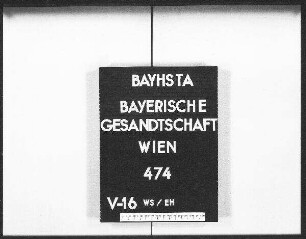 BAYHSTA
BAYERISCHE
GESANDTSCHAFT
WIEN
474
V-16 WS / EH